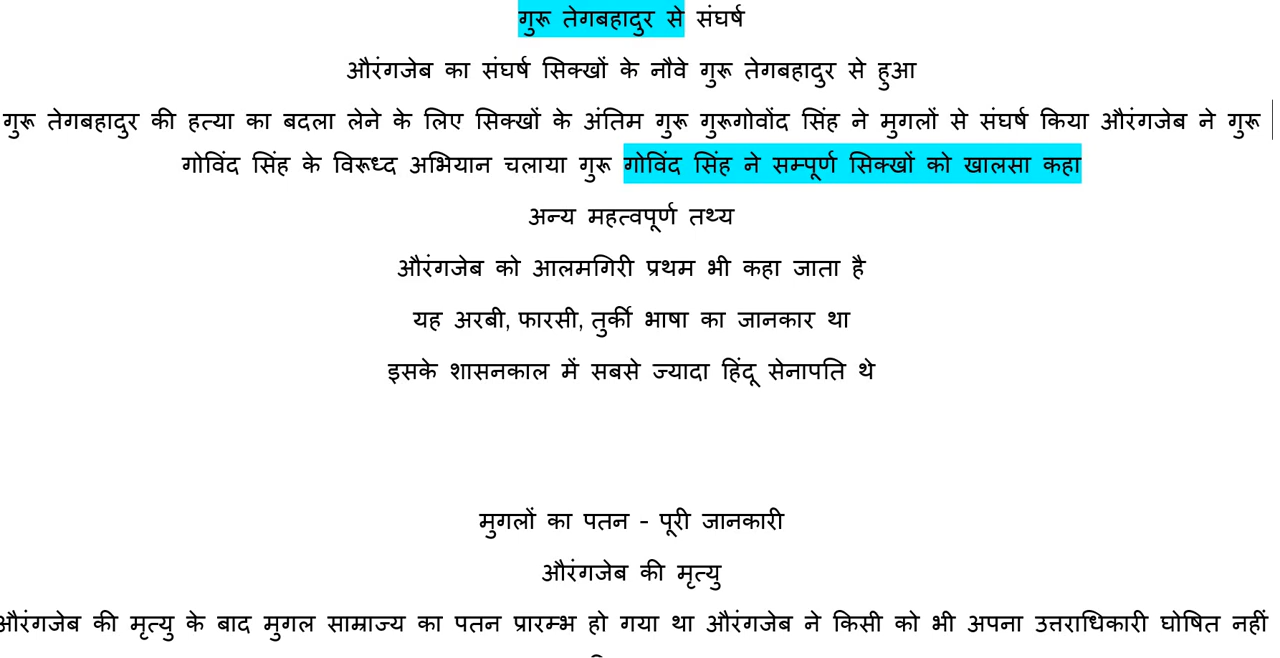 गुरू तेगबहादुर से संघर्ष
औरंगजेब का संघर्ष सिक्खों के नौवे गुरू तेगबहादुर से हुआ
गुरू तेगबहादुर की हत्या का बदला लेने के लिए सिक्खों के अंतिम गुरू गुरूगोवोंद सिंह ने मुगलों से संघर्ष किया औरंगजेब ने गुरू
गोविंद सिंह के विरूध्द अभियान चलाया गुरू गोविंद सिंह ने सम्पूर्ण सिक्खों को खालसा कहा
अन्य महत्वपूर्ण तथ्य
औरंगजेब को आलमगिरी प्रथम भी कहा जाता है
यह अरबी, फारसी, तुर्की भाषा का जानकार था
इसके शासनकाल में सबसे ज्यादा हिंदू सेनापति थे
मुगलों का पतन - पूरी जानकारी
औरंगजेब की मृत्यु
औरंगजेब की मृत्यु के बाद मुगल साम्राज्य का पतन प्रारम्भ हो गया था औरंगजेब ने किसी को भी अपना उत्तराधिकारी घोषित नहीं